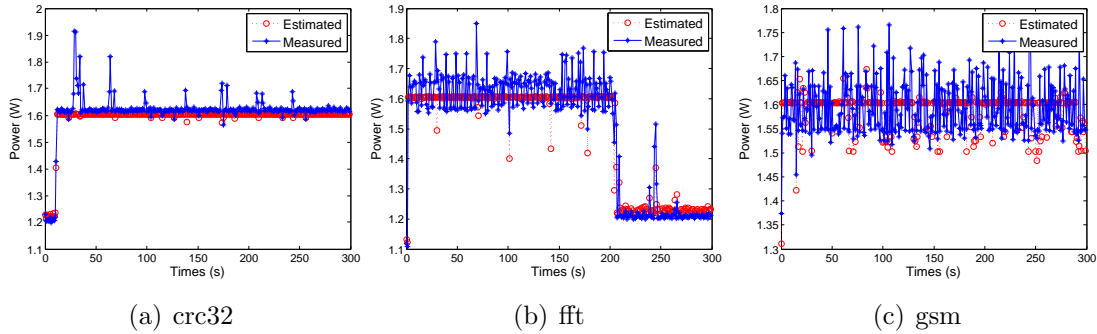 2
1.9
1.8
1.7
1.6
1.5
1.4
1.3
1.2
1.1
Power (W)
0 50 100 150 200 250 300
Times (s)
Estimated
Measured
(a) crc32
1.9
1.8
1.7
1.6
1.5
1.4
1.3
1.2
1.1
Power (W)
0 50 100 150 200 250 300
Times (s)
Estimated
Measured
(b) fft
1.8
1.75
1.7
1.65
1.6
1.55
1.5
1.45
1.4
1.35
1.3
Power (W)
0 50 100 150 200 250 300
Times (s)
Estimated
Measured
(c) gsm